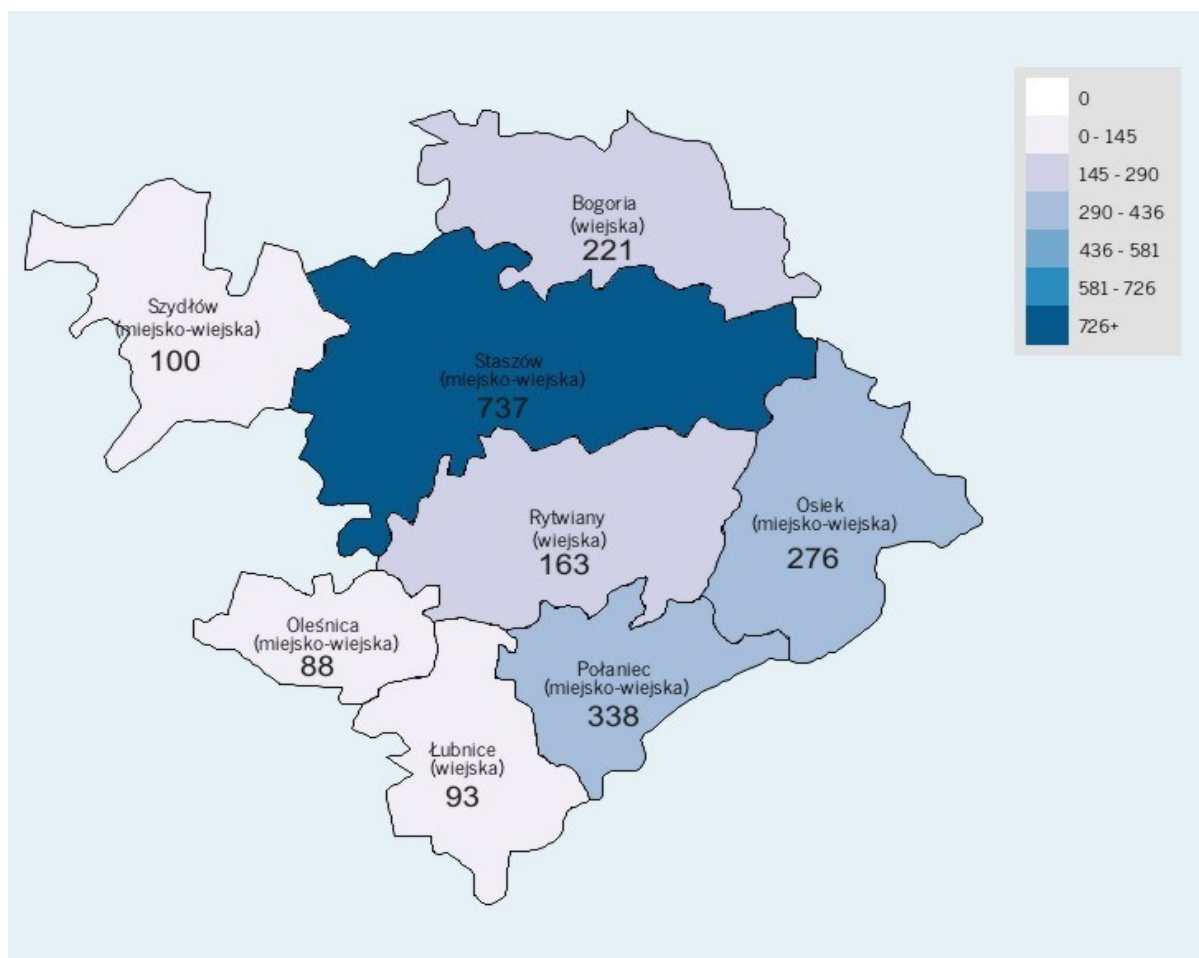 0
0 - 145
145 - 290
290 - 436
436 - 581
581 - 726
726+
Bogoria
(wiejska)
221
Szydłów
(miejsko-wiejska)
100
Staszów
(miejsko-wiejska)
737
Osiek
(miejsko-wiejska)
276
Rytwiany
(wiejska)
163
Oleśnica
(miejsko-wiejska)
88
Połaniec
(miejsko-wiejska)
338
Łubnice
(wiejska)
93